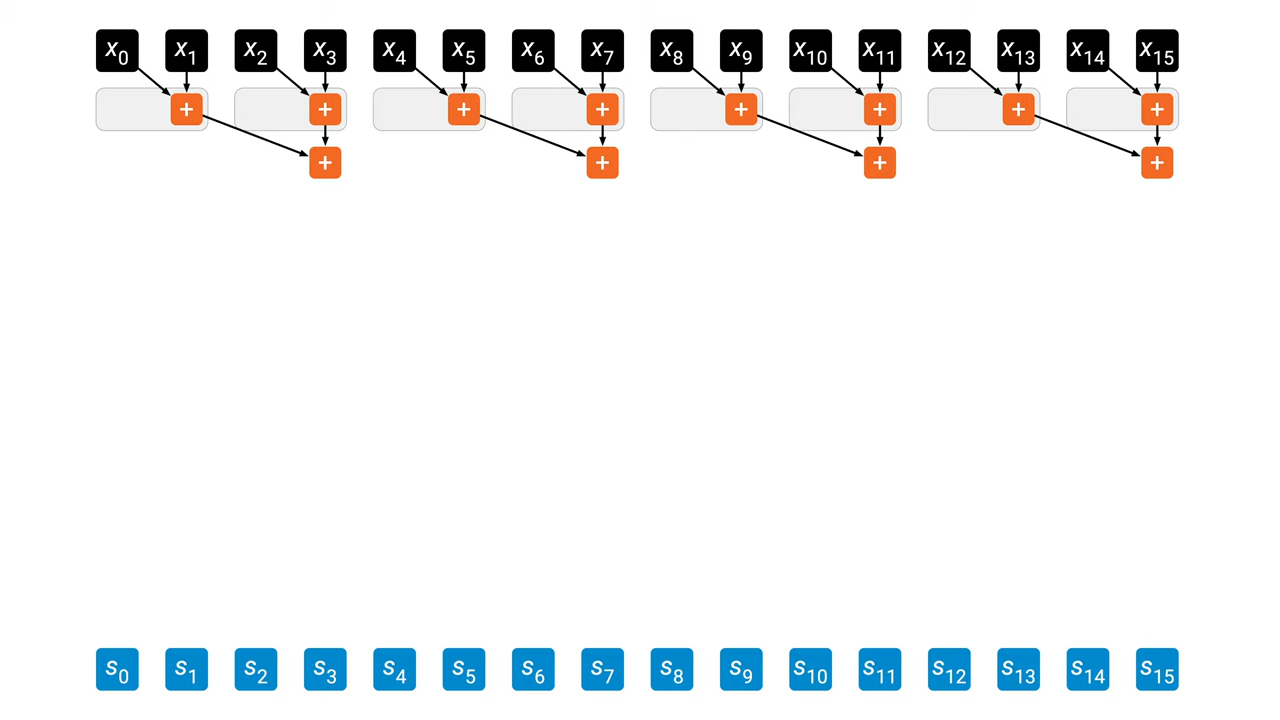 x0 x1 x2 x3 x4 x5 x6 x7 x8 x9 x10 x11 x12 x13 x14 x15
+ + + + + + + +
+ + + +
s0 s1 s2 s3 s4 s5 s6 s7 s8 s9 s10 s11 s12 s13 s14 s15